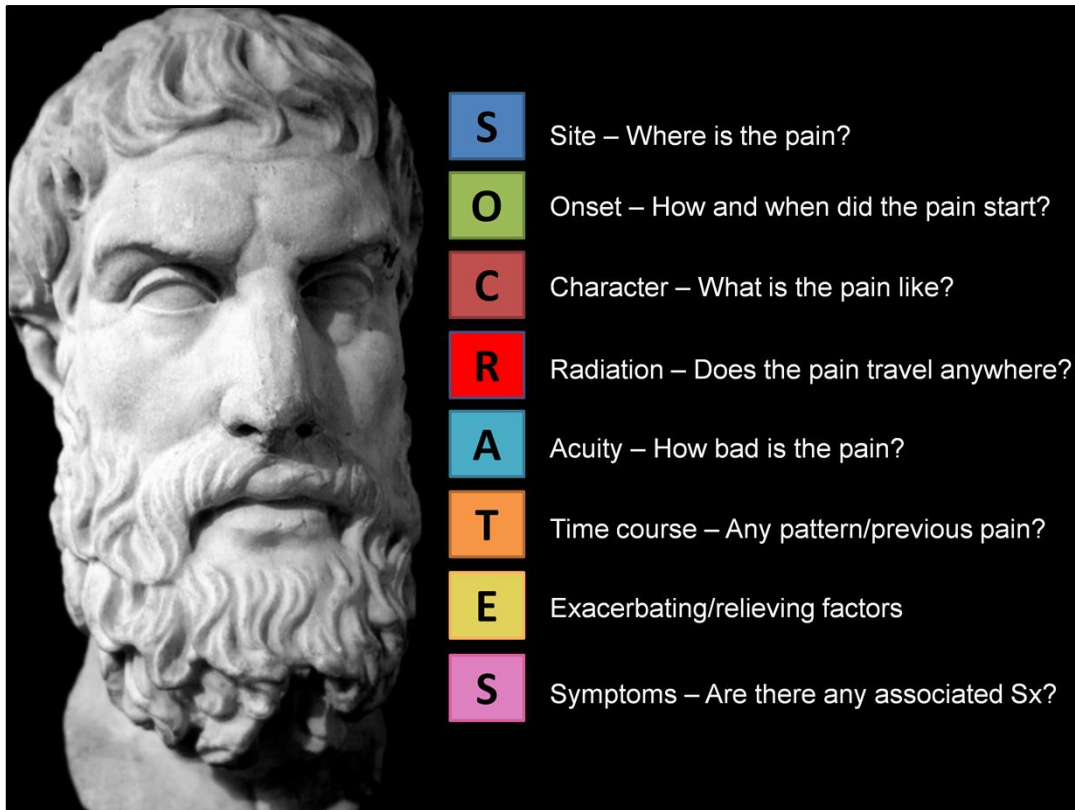 S Site – Where is the pain?
O Onset – How and when did the pain start?
C Character – What is the pain like?
R Radiation – Does the pain travel anywhere?
A Acuity – How bad is the pain?
T Time course – Any pattern/previous pain?
E Exacerbating/relieving factors
S Symptoms – Are there any associated Sx?